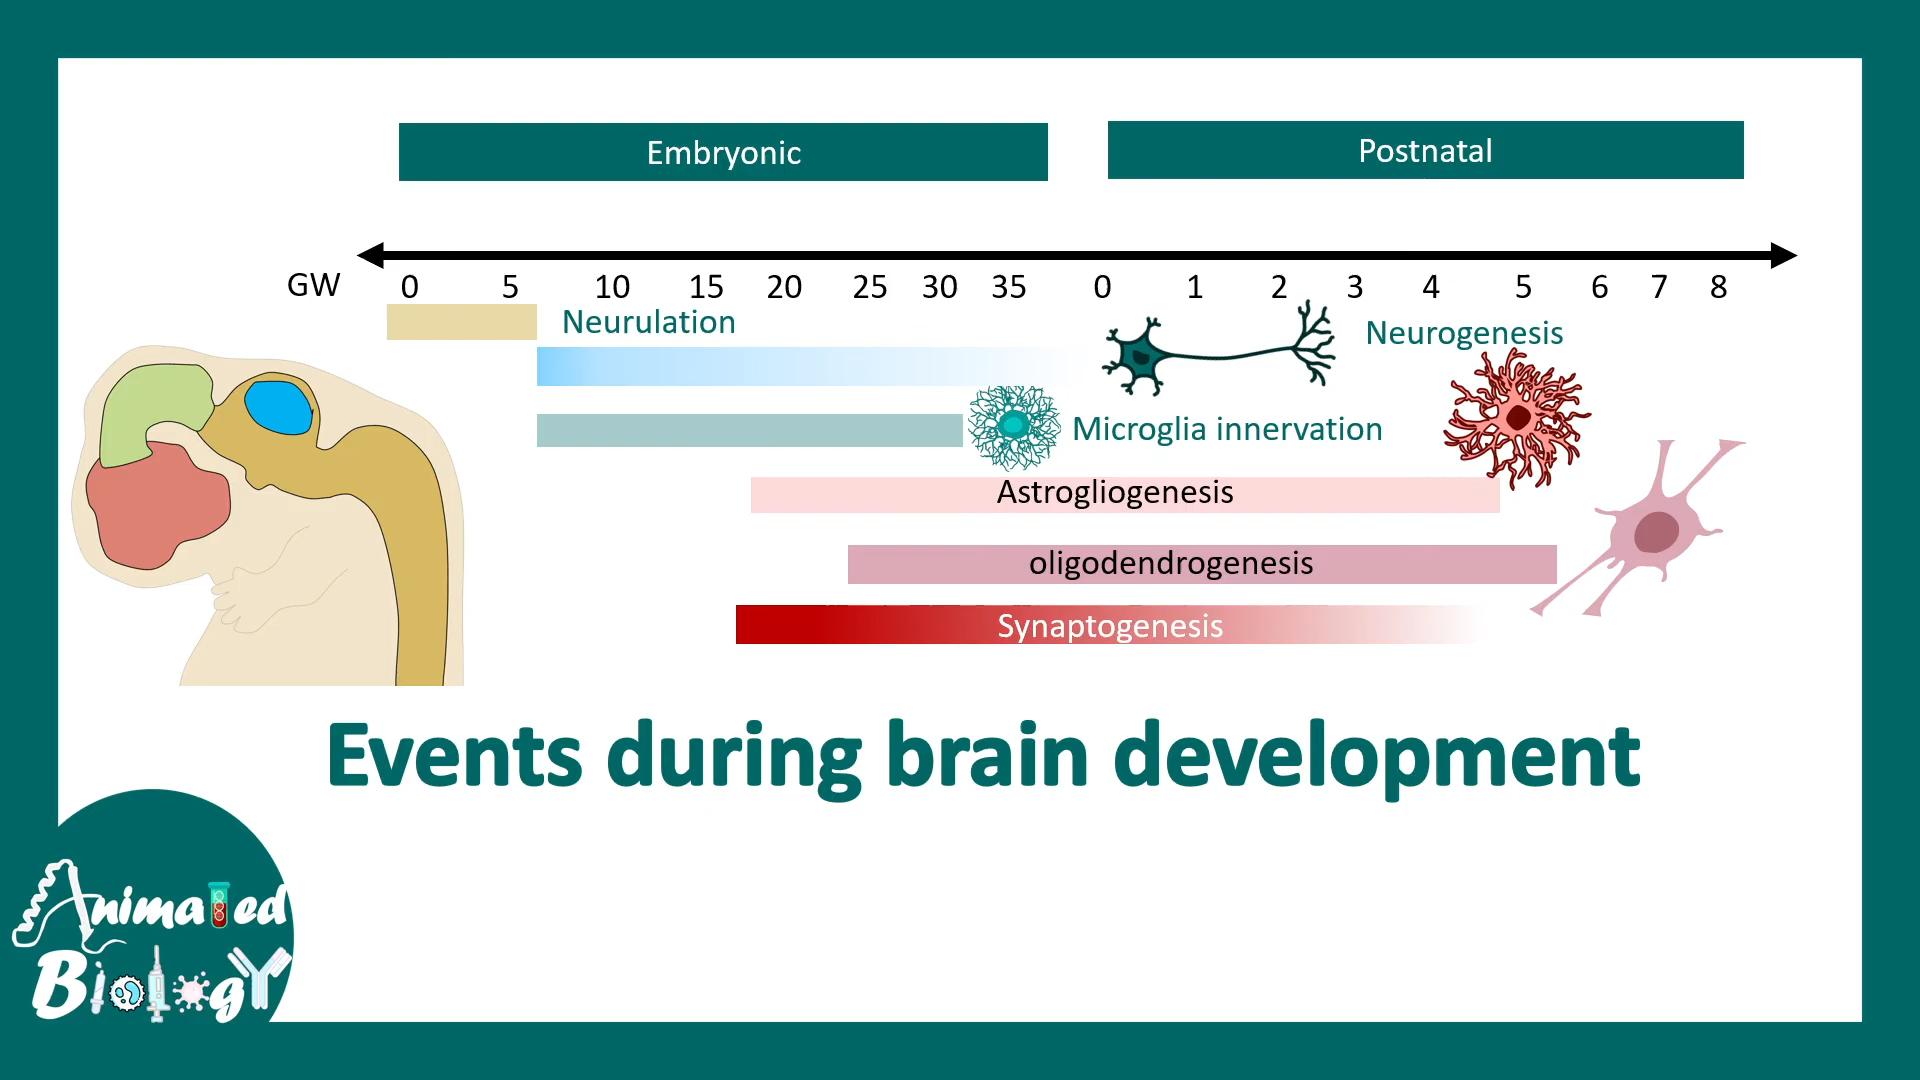 Embryonic
Postnatal
GW 0 5 10 15 20 25 30 35 0 1 2 3 4 5 6 7 8
Neurulation
Neurogenesis
Microglia innervation
Astrogliogenesis
oligodendrogenesis
Synaptogenesis
Events during brain development
Animated
Biology